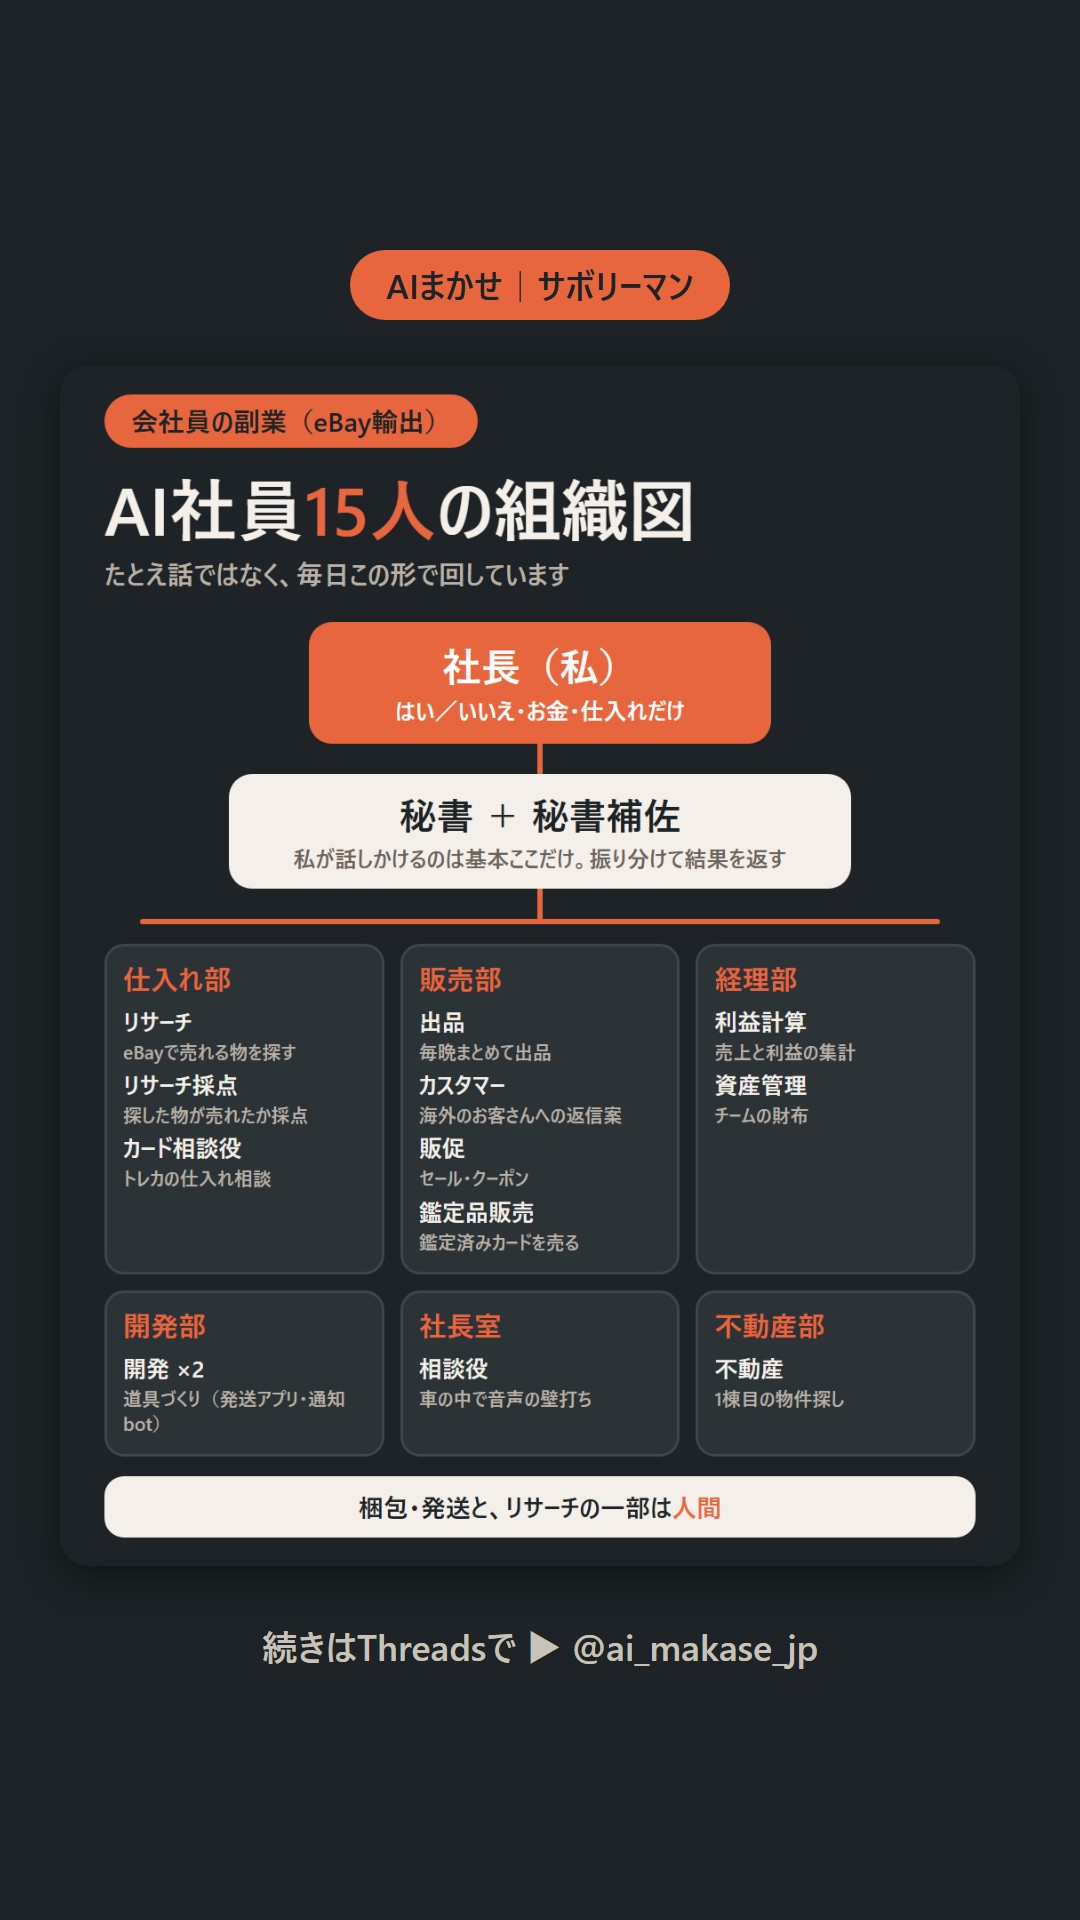 AIまかせ｜サボリーマン
会社員の副業（eBay輸出）
AI社員15人の組織図
たとえ話ではなく、毎日この形で回しています
社長（私）
はい／いいえ・お金・仕入れだけ
秘書 ＋ 秘書補佐
私が話しかけるのは基本ここだけ。振り分けて結果を返す
仕入れ部
リサーチ
eBayで売れる物を探す
リサーチ採点
探した物が売れたか採点
カード相談役
トレカの仕入れ相談
販売部
出品
毎晩まとめて出品
カスタマー
海外のお客さんへの返信案
販促
セール・クーポン
鑑定品販売
鑑定済みカードを売る
経理部
利益計算
売上と利益の集計
資産管理
チームの財布
開発部
開発 ×2
道具づくり（発送アプリ・通知
bot）
社長室
相談役
車の中で音声の壁打ち
不動産部
不動産
1棟目の物件探し
梱包・発送と、リサーチの一部は人間
続きはThreadsで ▶ @ai_makase_jp